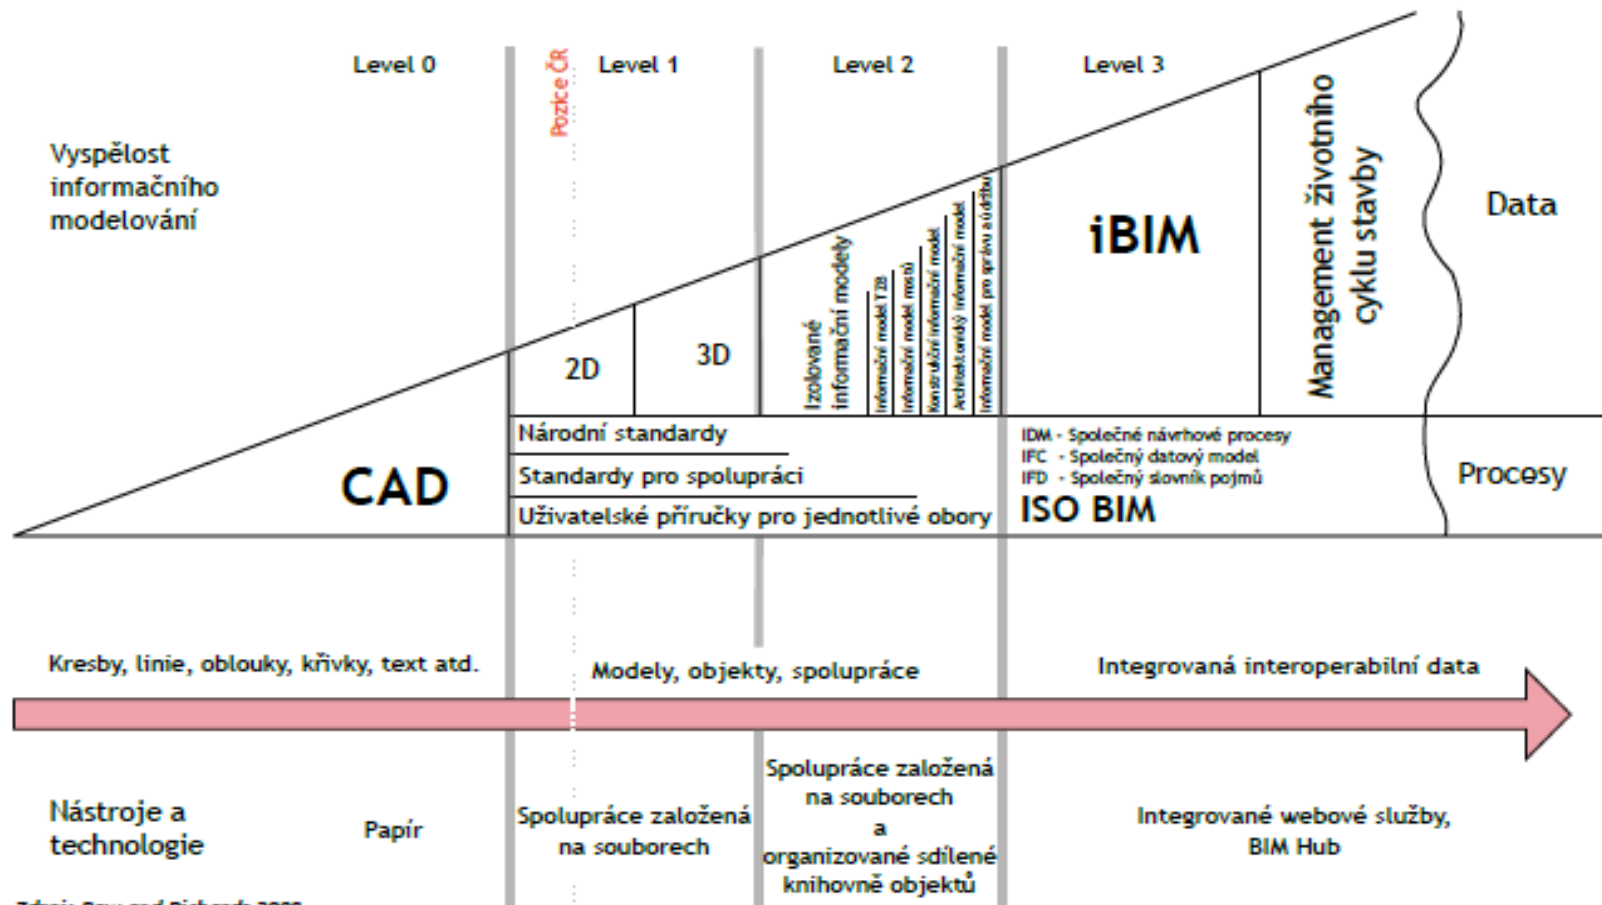 Level 0
Pozice ČR
Level 1
Level 2
Level 3
Vyspělost
informačního
modelování
CAD
2D
3D
Izolované
informační modely
Informační model TZB
Informační model mostů
Konstrukční informační model
Architektonický informační model
Informační model pro správu a údržbu
iBIM
Management životního
cyklu stavby
Data
Národní standardy
Standardy pro spolupráci
Uživatelské příručky pro jednotlivé obory
IDM - Společné návrhové procesy
IFC - Společný datový model
IFD - Společný slovník pojmů
ISO BIM
Procesy
Kresby, linie, oblouky, křivky, text atd.
Modely, objekty, spolupráce
Integrovaná interoperabilní data
Nástroje a
technologie
Papír
Spolupráce založená
na souborech
Spolupráce založená
na souborech
a
organizované sdílené
knihovně objektů
Integrované webové služby,
BIM Hub